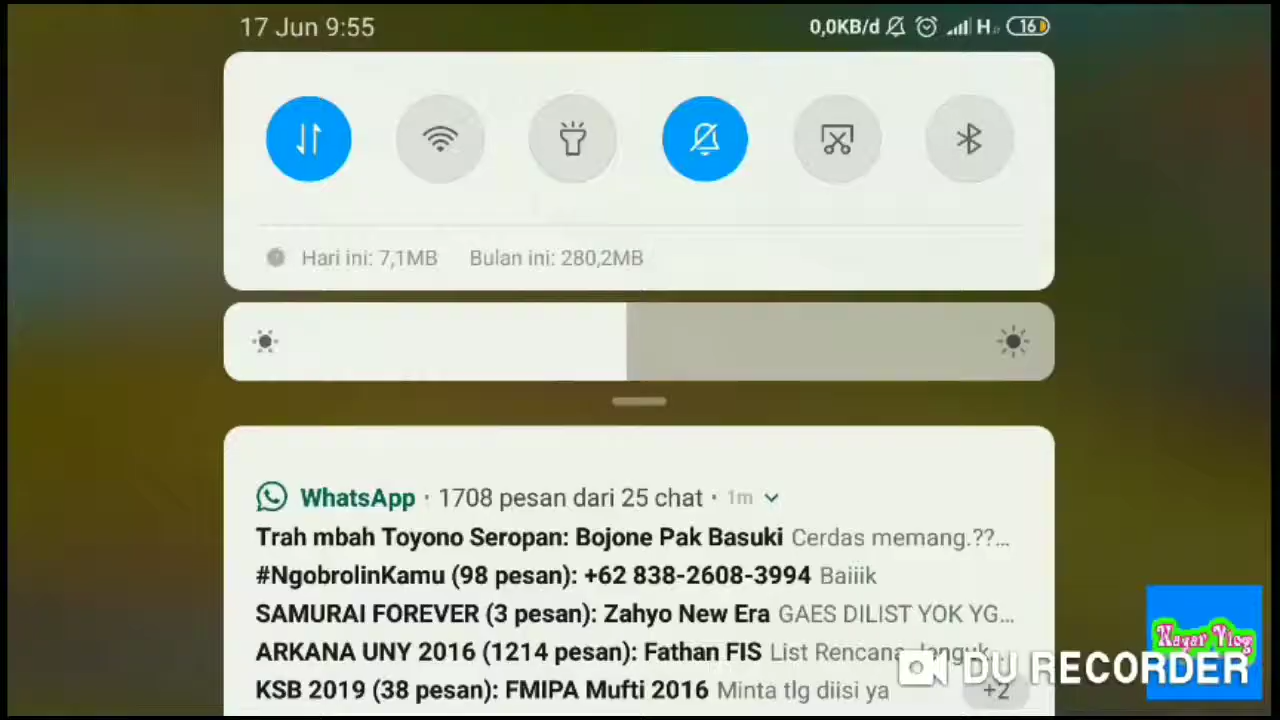 17 Jun 9:55
0,0KB/d H 16
Hari ini: 7,1MB Bulan ini: 280,2MB
WhatsApp · 1708 pesan dari 25 chat · 1m
Trah mbah Toyono Seropan: Bojone Pak Basuki Cerdas memang.??...
#NgobrolinKamu (98 pesan): +62 838-2608-3994 Baiiik
SAMURAI FOREVER (3 pesan): Zahyo New Era GAES DILIST YOK YG...
ARKANA UNY 2016 (1214 pesan): Fathan FIS List Rencana Jenguk
KSB 2019 (38 pesan): FMIPA Mufti 2016 Minta tlg diisi ya
+2
DU RECORDER
Vlog